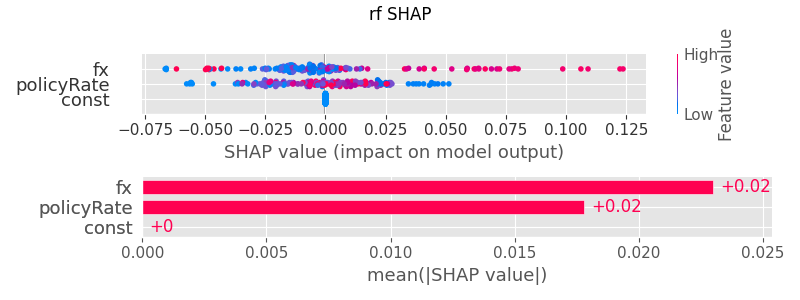 rf SHAP
fx
policyRate
const
High
Low
Feature value
−0.075 −0.050 −0.025 0.000 0.025 0.050 0.075 0.100 0.125
SHAP value (impact on model output)
fx +0.02
policyRate +0.02
const +0
0.000 0.005 0.010 0.015 0.020 0.025
mean(|SHAP value|)